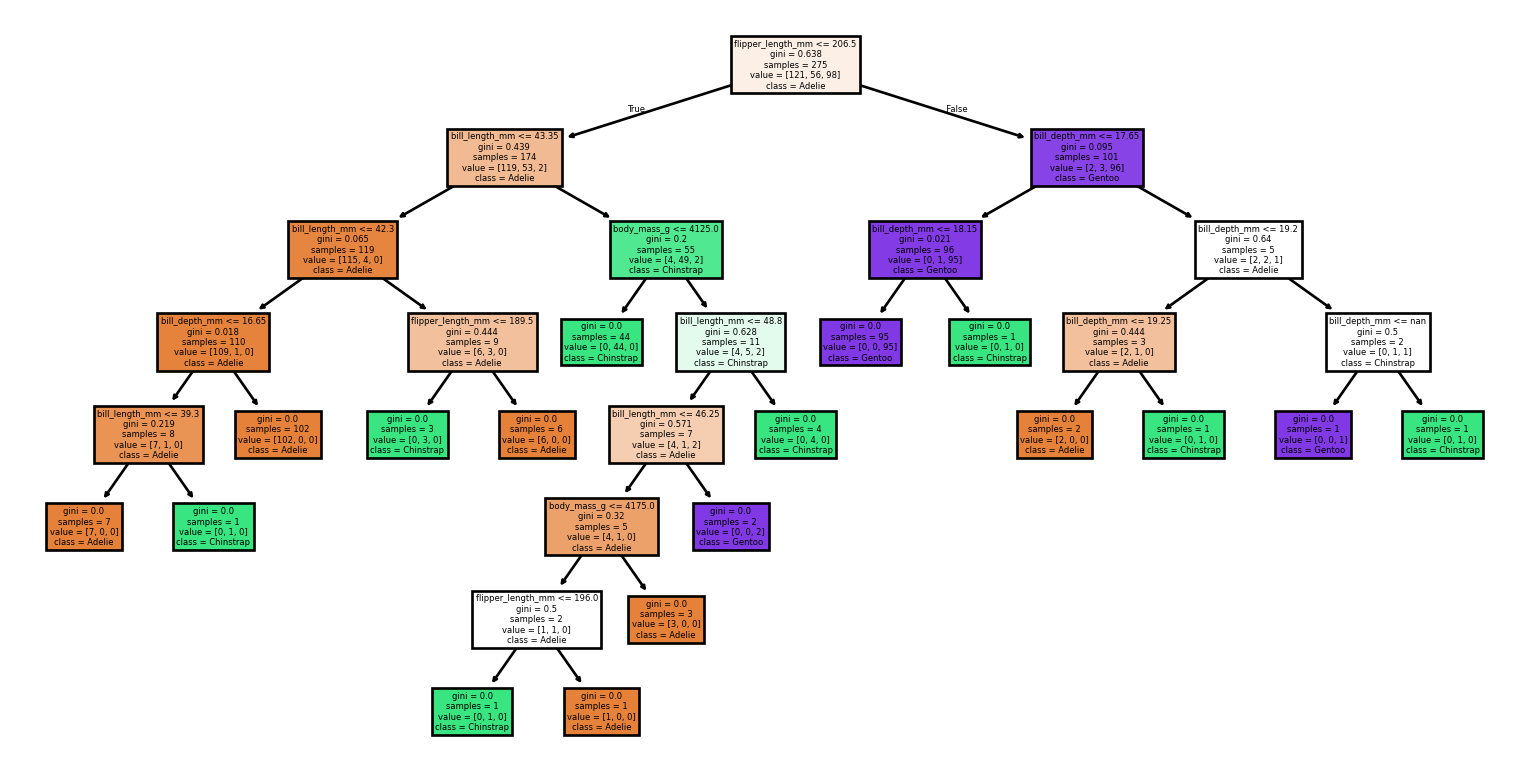 flipper_length_mm <= 206.5
gini = 0.638
samples = 275
value = [121, 56, 98]
class = Adelie
True
False
bill_length_mm <= 43.35
gini = 0.439
samples = 174
value = [119, 53, 2]
class = Adelie
bill_depth_mm <= 17.65
gini = 0.095
samples = 101
value = [2, 3, 96]
class = Gentoo
bill_length_mm <= 42.3
gini = 0.065
samples = 119
value = [115, 4, 0]
class = Adelie
body_mass_g <= 4125.0
gini = 0.2
samples = 55
value = [4, 49, 2]
class = Chinstrap
bill_depth_mm <= 18.15
gini = 0.021
samples = 96
value = [0, 1, 95]
class = Gentoo
bill_depth_mm <= 19.2
gini = 0.64
samples = 5
value = [2, 2, 1]
class = Adelie
bill_depth_mm <= 16.65
gini = 0.018
samples = 110
value = [109, 1, 0]
class = Adelie
flipper_length_mm <= 189.5
gini = 0.444
samples = 9
value = [6, 3, 0]
class = Adelie
gini = 0.0
samples = 44
value = [0, 44, 0]
class = Chinstrap
bill_length_mm <= 48.8
gini = 0.628
samples = 11
value = [4, 5, 2]
class = Chinstrap
gini = 0.0
samples = 95
value = [0, 0, 95]
class = Gentoo
gini = 0.0
samples = 1
value = [0, 1, 0]
class = Chinstrap
bill_depth_mm <= 19.25
gini = 0.444
samples = 3
value = [2, 1, 0]
class = Adelie
bill_depth_mm <= nan
gini = 0.5
samples = 2
value = [0, 1, 1]
class = Chinstrap
bill_length_mm <= 39.3
gini = 0.219
samples = 8
value = [7, 1, 0]
class = Adelie
gini = 0.0
samples = 102
value = [102, 0, 0]
class = Adelie
gini = 0.0
samples = 3
value = [0, 3, 0]
class = Chinstrap
gini = 0.0
samples = 6
value = [6, 0, 0]
class = Adelie
bill_length_mm <= 46.25
gini = 0.571
samples = 7
value = [4, 1, 2]
class = Adelie
gini = 0.0
samples = 4
value = [0, 4, 0]
class = Chinstrap
gini = 0.0
samples = 2
value = [2, 0, 0]
class = Adelie
gini = 0.0
samples = 1
value = [0, 1, 0]
class = Chinstrap
gini = 0.0
samples = 1
value = [0, 0, 1]
class = Gentoo
gini = 0.0
samples = 1
value = [0, 1, 0]
class = Chinstrap
gini = 0.0
samples = 7
value = [7, 0, 0]
class = Adelie
gini = 0.0
samples = 1
value = [0, 1, 0]
class = Chinstrap
body_mass_g <= 4175.0
gini = 0.32
samples = 5
value = [4, 1, 0]
class = Adelie
gini = 0.0
samples = 2
value = [0, 0, 2]
class = Gentoo
flipper_length_mm <= 196.0
gini = 0.5
samples = 2
value = [1, 1, 0]
class = Adelie
gini = 0.0
samples = 3
value = [3, 0, 0]
class = Adelie
gini = 0.0
samples = 1
value = [0, 1, 0]
class = Chinstrap
gini = 0.0
samples = 1
value = [1, 0, 0]
class = Adelie